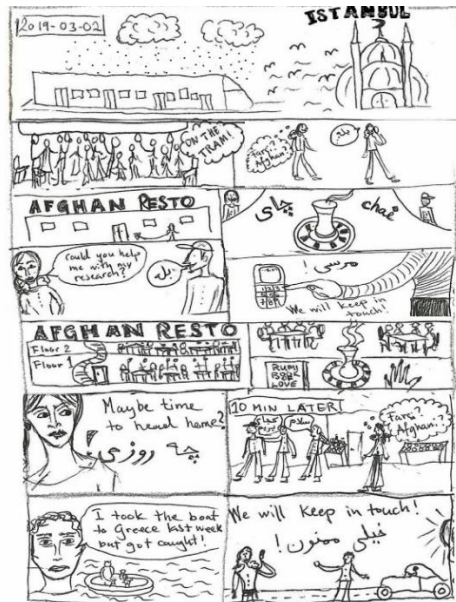 2019-03-02
ISTANBUL
ON THE
TRAM!
Farsi?
Afghan?
بله
AFGHAN RESTO
چای
chai
Could you help
me with my
research?
بله
مرسی!
We will keep in
touch!
AFGHAN RESTO
Floor 2
Floor 1
RUMI
LOVE
Maybe time
to head home?
چه روزی
10 MIN LATER!
سلام
Farsi?
Afghan?
I took the boat
to Greece last week
but got caught!
We will keep in touch!
خیلی ممنون!